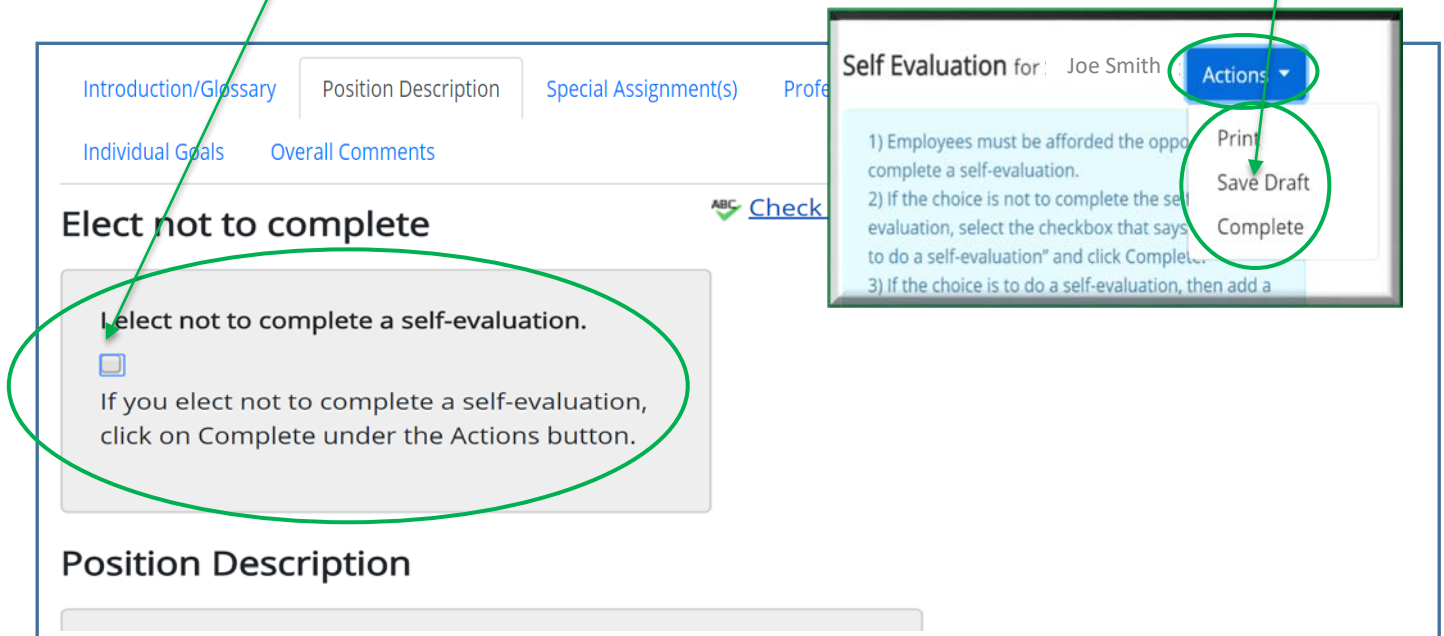 Introduction/Glossary Position Description Special Assignment(s) Profe
Individual Goals Overall Comments
Elect not to complete
ABC Check
I elect not to complete a self-evaluation.
If you elect not to complete a self-evaluation,
click on Complete under the Actions button.
Position Description
Self Evaluation for Joe Smith Actions
1) Employees must be afforded the oppo
complete a self-evaluation.
2) If the choice is not to complete the sel
evaluation, select the checkbox that says
to do a self-evaluation” and click Complete.
3) If the choice is to do a self-evaluation, then add a
Print
Save Draft
Complete